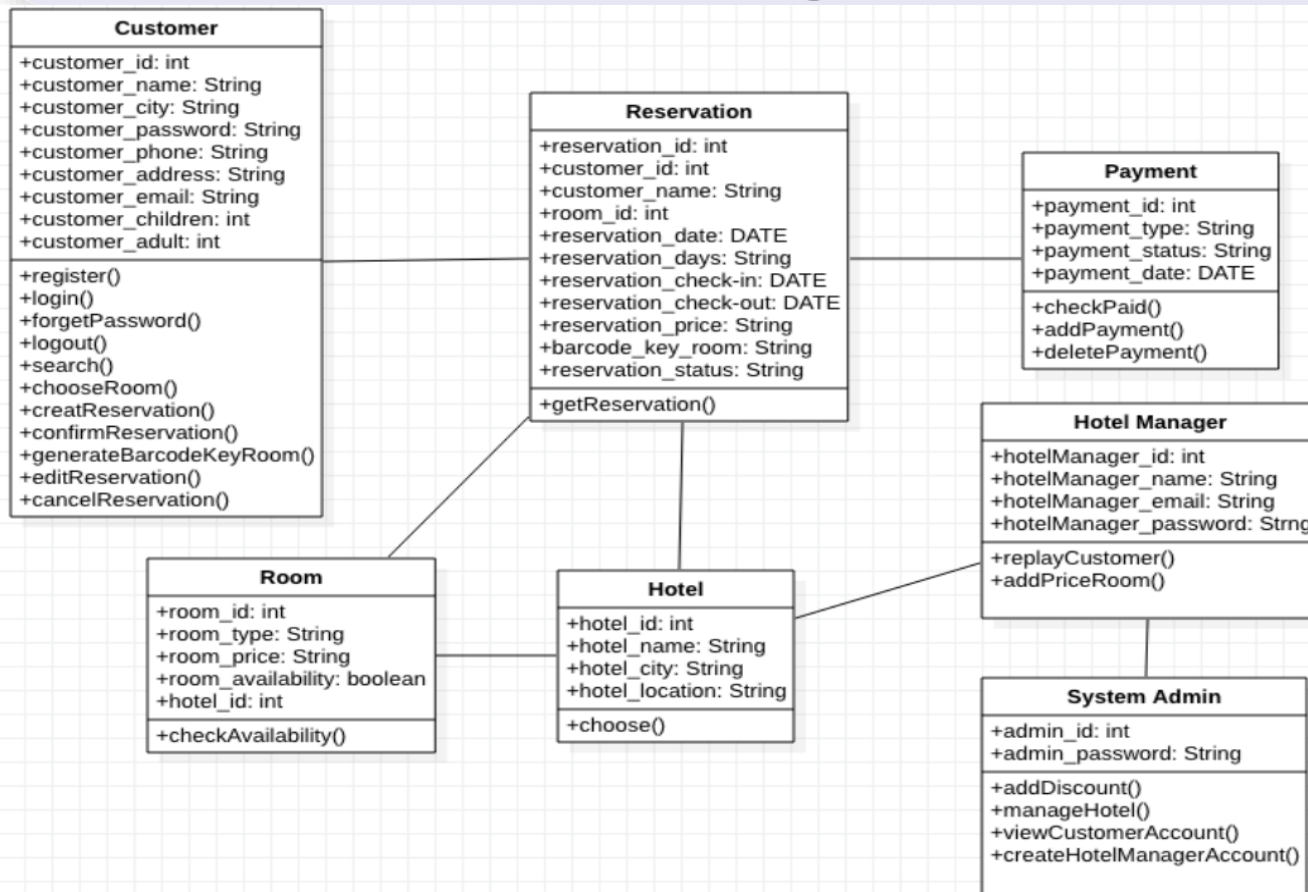 Customer
+customer_id: int
+customer_name: String
+customer_city: String
+customer_password: String
+customer_phone: String
+customer_address: String
+customer_email: String
+customer_children: int
+customer_adult: int
+register()
+login()
+forgetPassword()
+logout()
+search()
+chooseRoom()
+creatReservation()
+confirmReservation()
+generateBarcodeKeyRoom()
+editReservation()
+cancelReservation()
Reservation
+reservation_id: int
+customer_id: int
+customer_name: String
+room_id: int
+reservation_date: DATE
+reservation_days: String
+reservation_check-in: DATE
+reservation_check-out: DATE
+reservation_price: String
+barcode_key_room: String
+reservation_status: String
+getReservation()
Payment
+payment_id: int
+payment_type: String
+payment_status: String
+payment_date: DATE
+checkPaid()
+addPayment()
+deletePayment()
Hotel Manager
+hotelManager_id: int
+hotelManager_name: String
+hotelManager_email: String
+hotelManager_password: Strng
+replayCustomer()
+addPriceRoom()
Room
+room_id: int
+room_type: String
+room_price: String
+room_availability: boolean
+hotel_id: int
+checkAvailability()
Hotel
+hotel_id: int
+hotel_name: String
+hotel_city: String
+hotel_location: String
+choose()
System Admin
+admin_id: int
+admin_password: String
+addDiscount()
+manageHotel()
+viewCustomerAccount()
+createHotelManagerAccount()